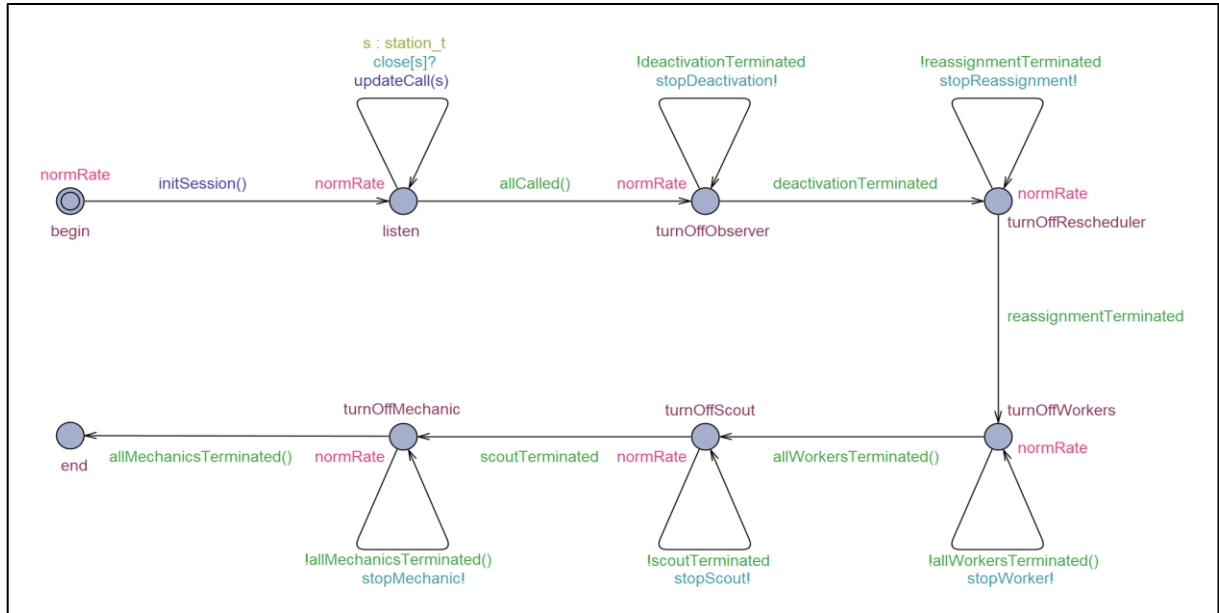 s : station_t
close[s]?
updateCall(s)
!deactivationTerminated
stopDeactivation!
!reassignmentTerminated
stopReassignment!
normRate
initSession()
normRate
allCalled()
normRate
deactivationTerminated
normRate
begin
listen
turnOffObserver
turnOffRescheduler
reassignmentTerminated
turnOffMechanic
turnOffScout
turnOffWorkers
end
allMechanicsTerminated()
normRate
scoutTerminated
normRate
allWorkersTerminated()
normRate
!allMechanicsTerminated()
stopMechanic!
!scoutTerminated
stopScout!
!allWorkersTerminated()
stopWorker!